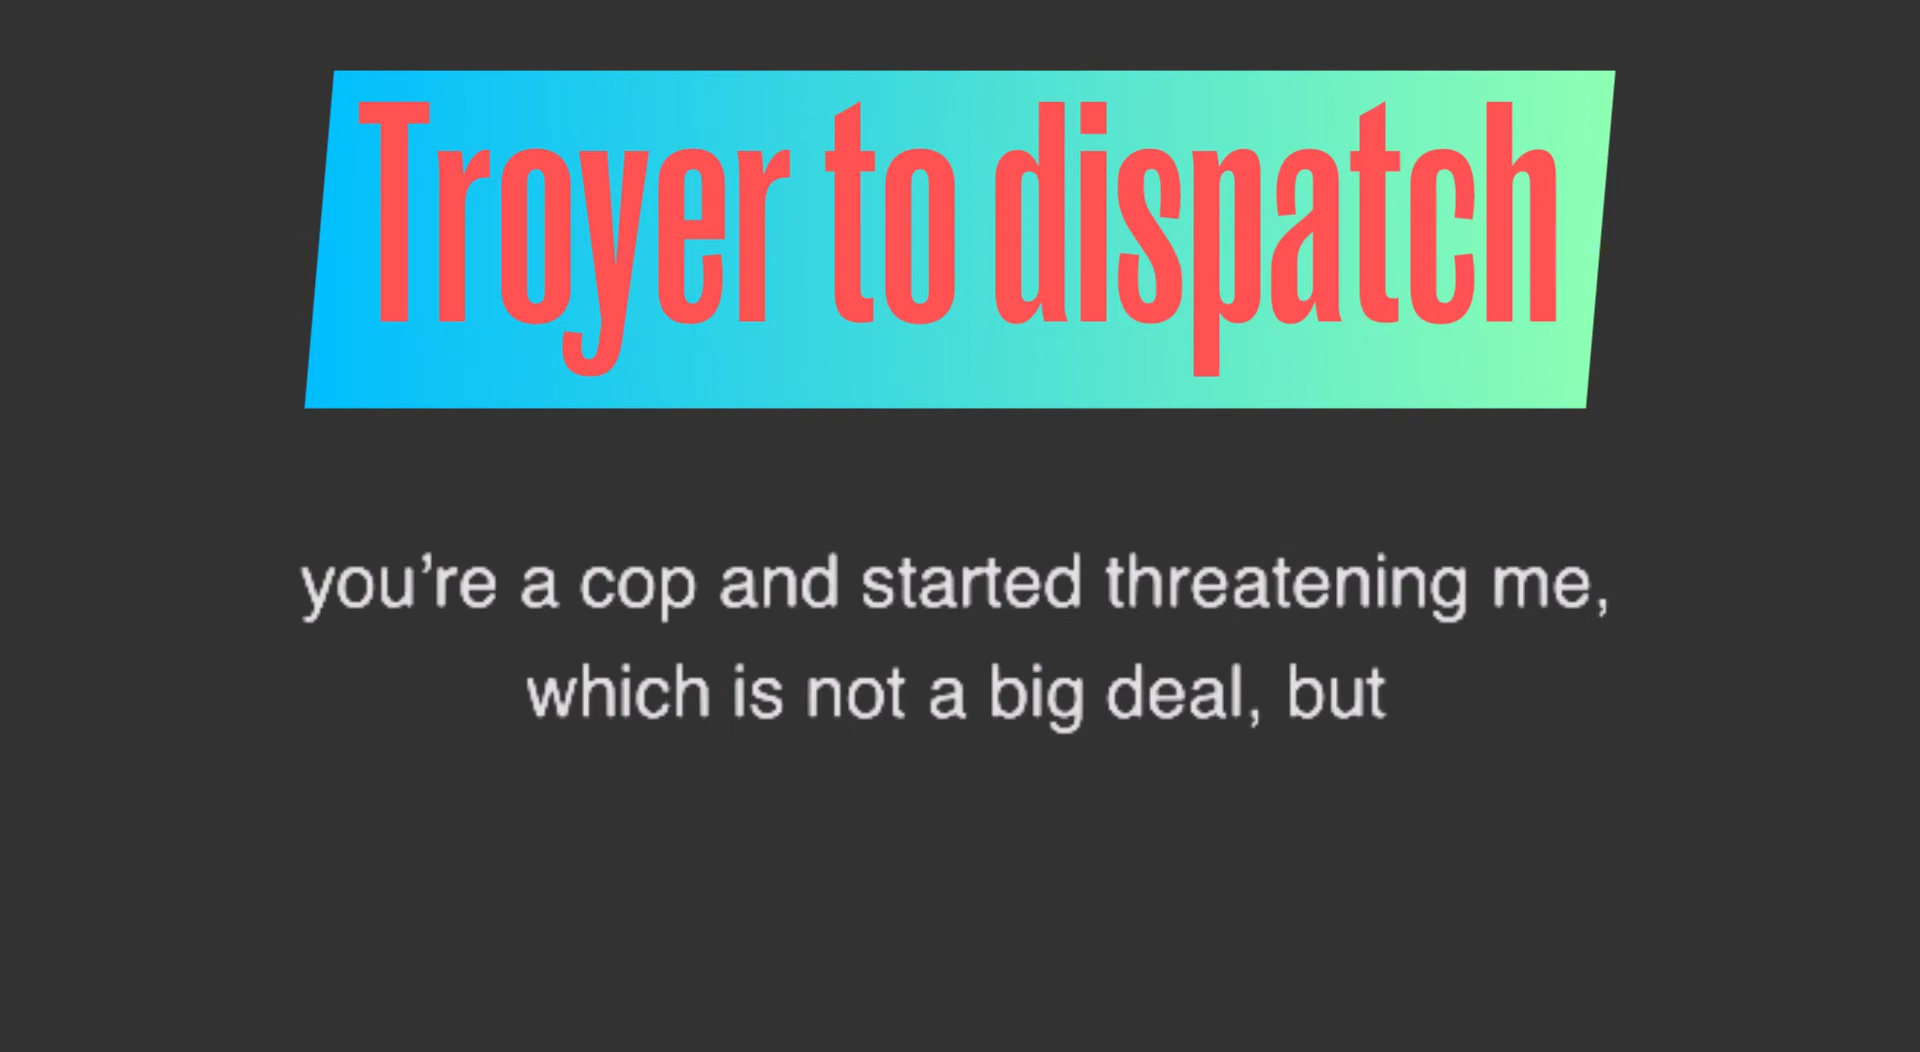 Troyer to dispatch
you’re a cop and started threatening me,
which is not a big deal, but